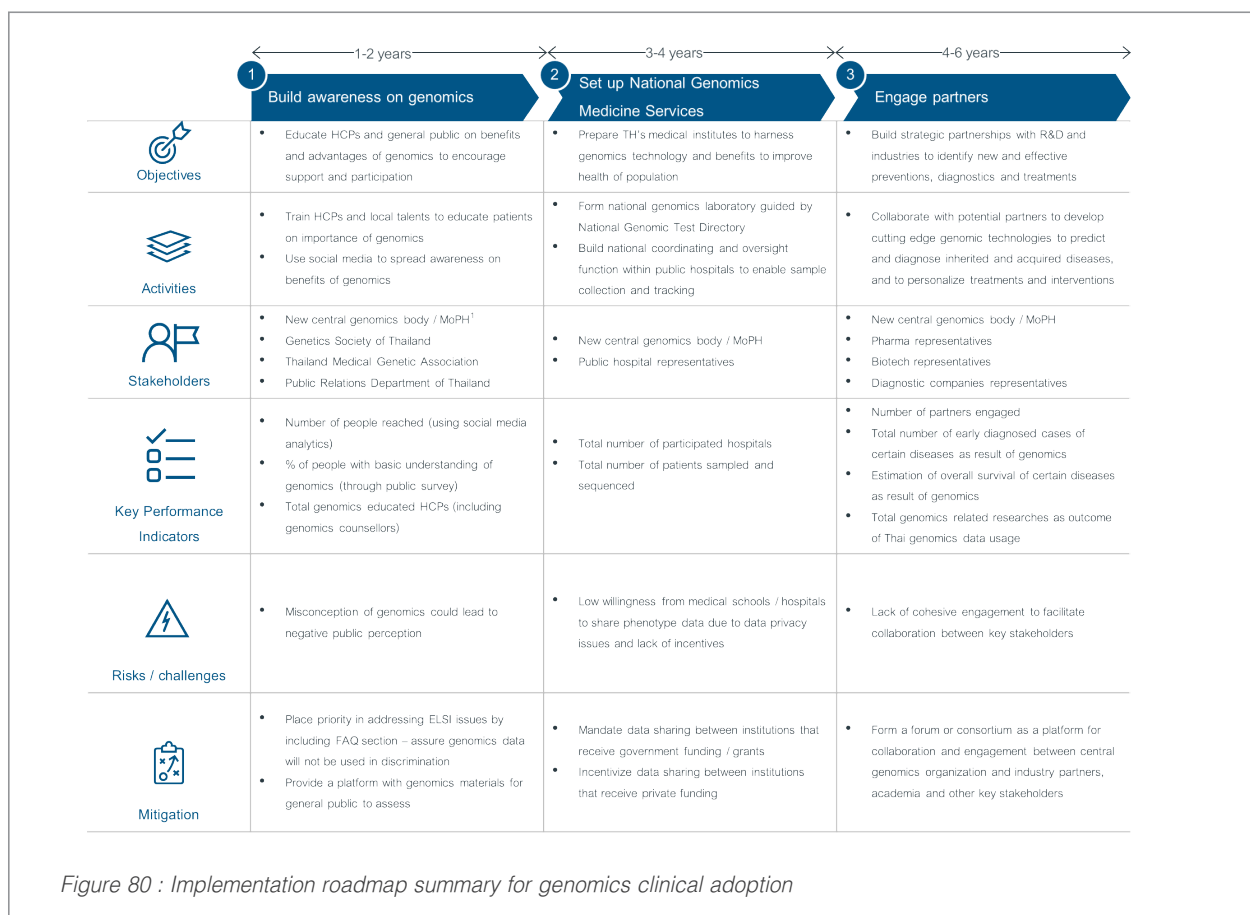 1-2 years
3-4 years
4-6 years
1
Build awareness on genomics
2
Set up National Genomics
Medicine Services
3
Engage partners
Objectives
• Educate HCPs and general public on benefits
and advantages of genomics to encourage
support and participation
• Prepare TH's medical institutes to harness
genomics technology and benefits to improve
health of population
• Build strategic partnerships with R&D and
industries to identify new and effective
preventions, diagnostics and treatments
Activities
• Train HCPs and local talents to educate patients
on importance of genomics
• Use social media to spread awareness on
benefits of genomics
• Form national genomics laboratory guided by
National Genomic Test Directory
• Build national coordinating and oversight
function within public hospitals to enable sample
collection and tracking
• Collaborate with potential partners to develop
cutting edge genomic technologies to predict
and diagnose inherited and acquired diseases,
and to personalize treatments and interventions
Stakeholders
• New central genomics body / MoPH¹
• Genetics Society of Thailand
• Thailand Medical Genetic Association
• Public Relations Department of Thailand
• New central genomics body / MoPH
• Public hospital representatives
• New central genomics body / MoPH
• Pharma representatives
• Biotech representatives
• Diagnostic companies representatives
Key Performance
Indicators
• Number of people reached (using social media
analytics)
• % of people with basic understanding of
genomics (through public survey)
• Total genomics educated HCPs (including
genomics counsellors)
• Total number of participated hospitals
• Total number of patients sampled and
sequenced
• Number of partners engaged
• Total number of early diagnosed cases of
certain diseases as result of genomics
• Estimation of overall survival of certain diseases
as result of genomics
• Total genomics related researches as outcome
of Thai genomics data usage
Risks / challenges
• Misconception of genomics could lead to
negative public perception
• Low willingness from medical schools / hospitals
to share phenotype data due to data privacy
issues and lack of incentives
• Lack of cohesive engagement to facilitate
collaboration between key stakeholders
Mitigation
• Place priority in addressing ELSI issues by
including FAQ section – assure genomics data
will not be used in discrimination
• Provide a platform with genomics materials for
general public to assess
• Mandate data sharing between institutions that
receive government funding / grants
• Incentivize data sharing between institutions
that receive private funding
• Form a forum or consortium as a platform for
collaboration and engagement between central
genomics organization and industry partners,
academia and other key stakeholders
Figure 80 : Implementation roadmap summary for genomics clinical adoption